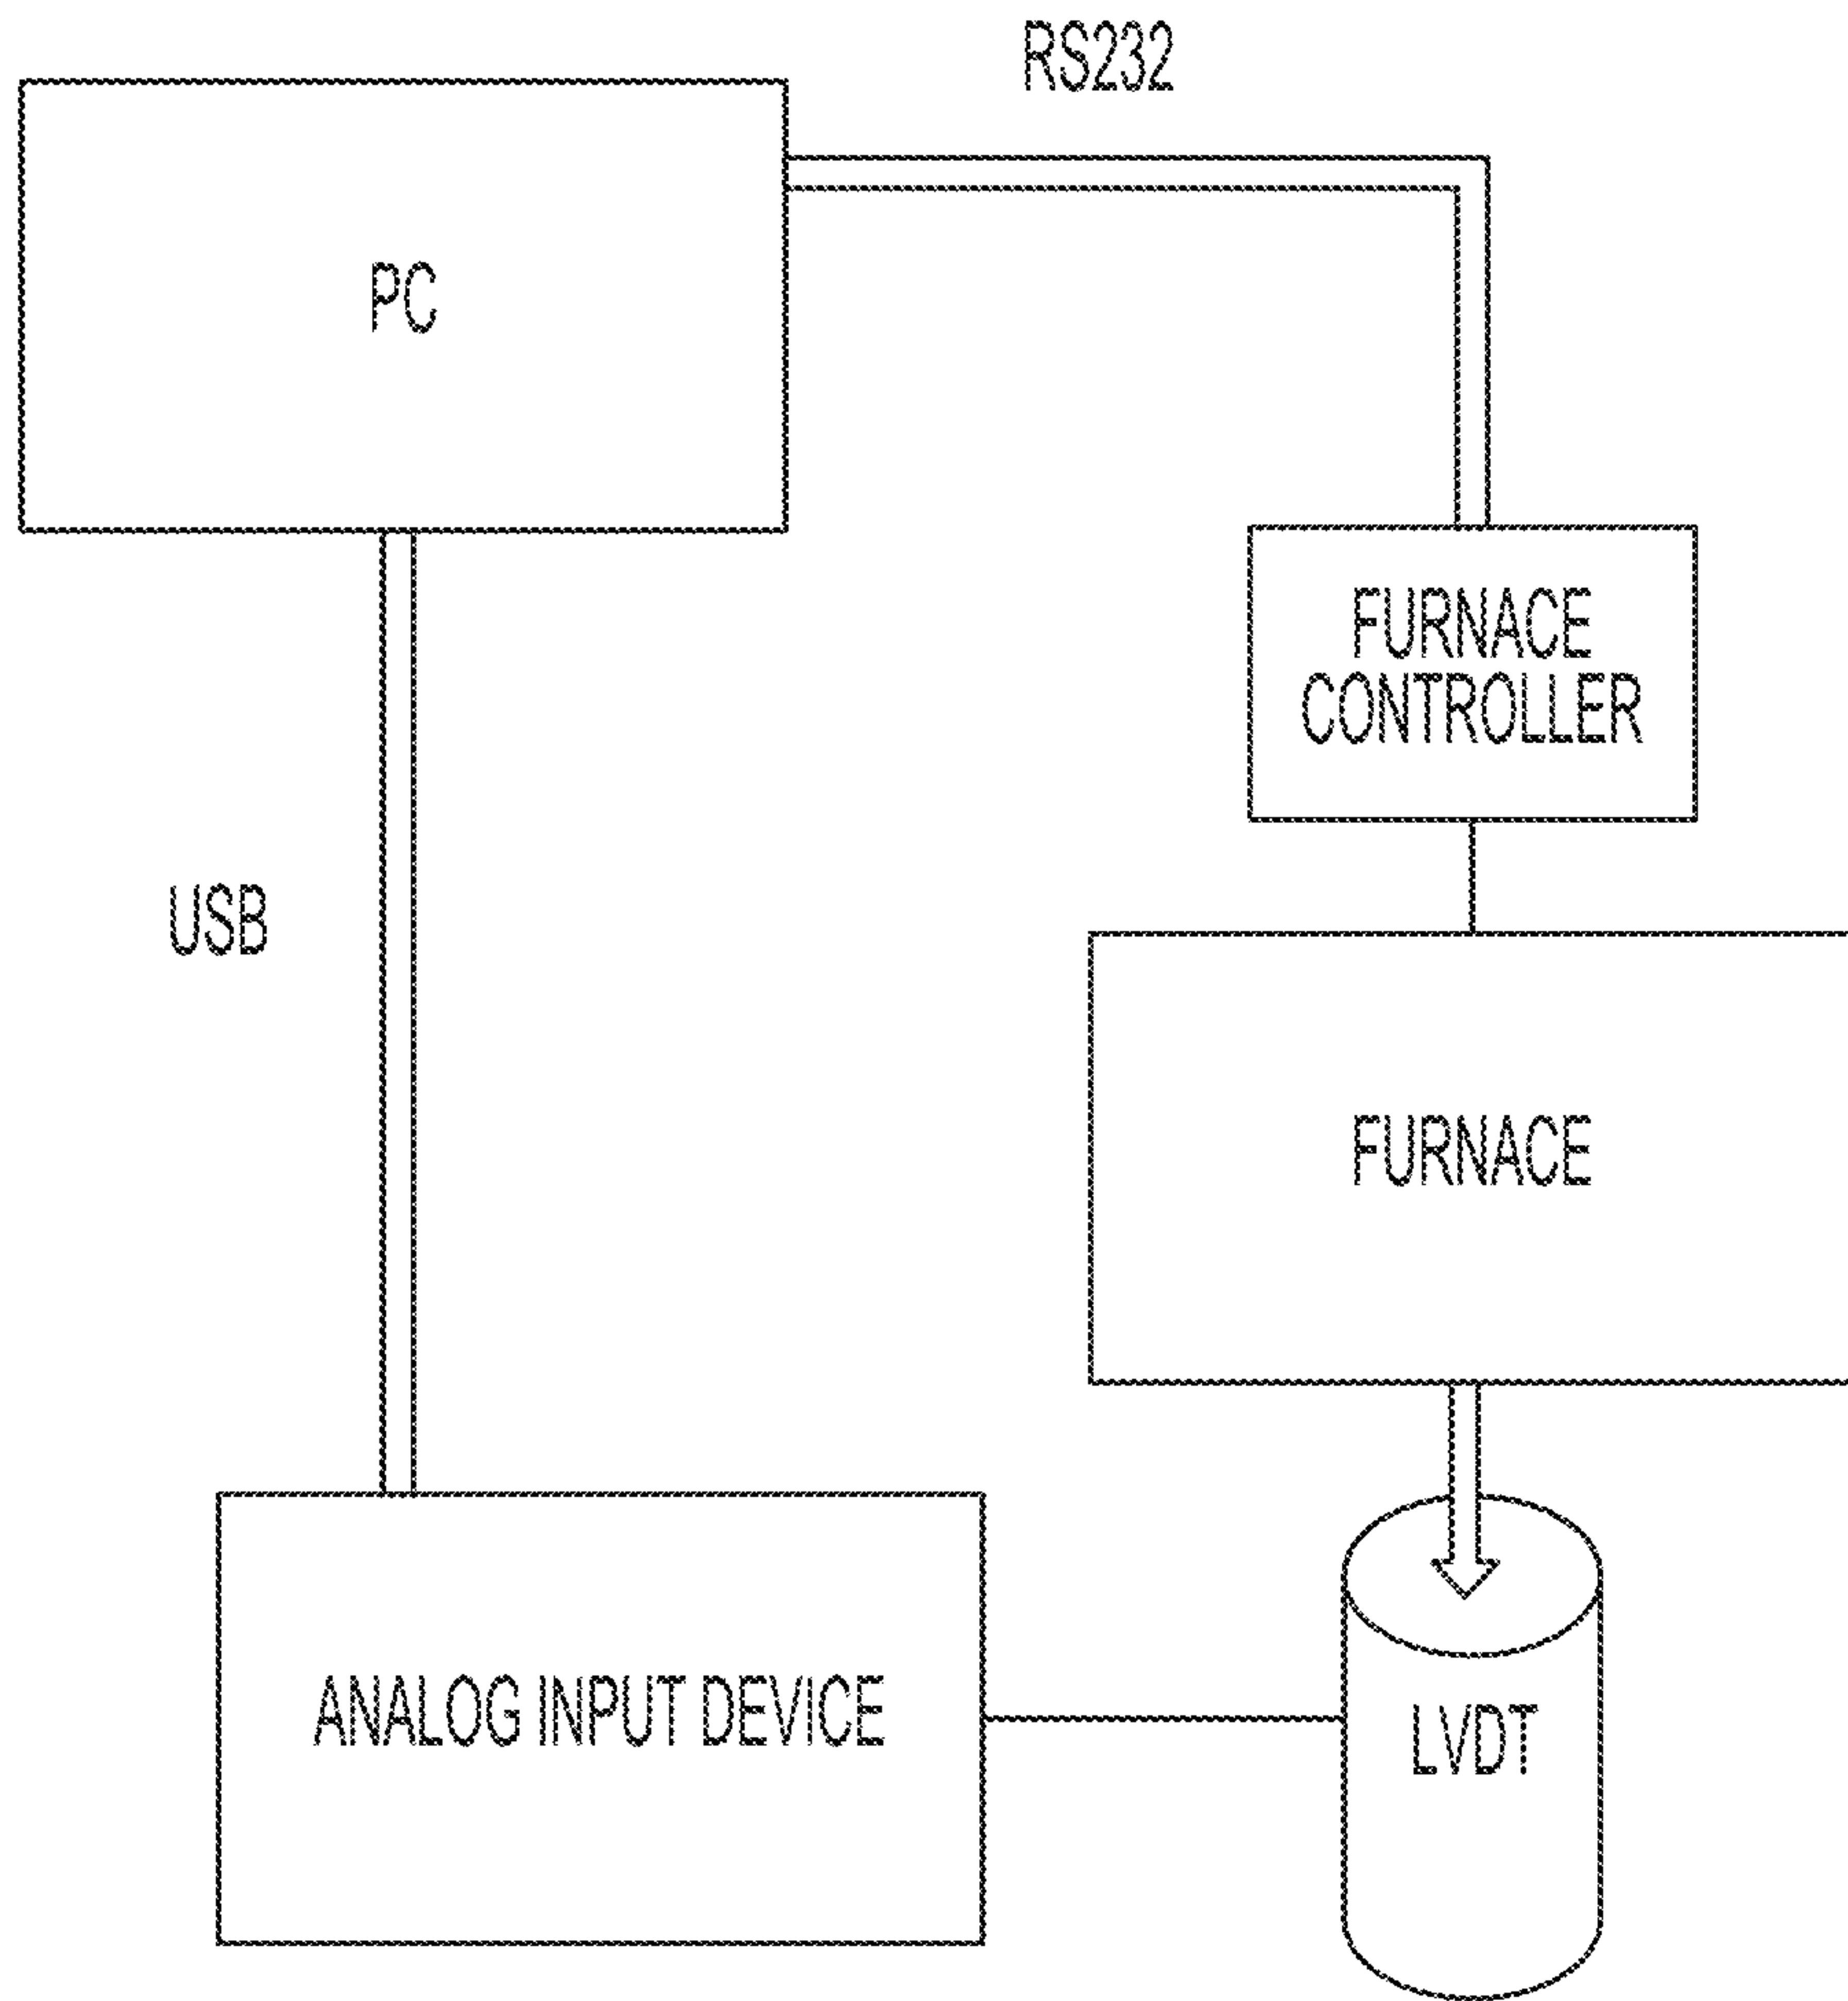 RS232
PC
FURNACE
CONTROLLER
USB
FURNACE
ANALOG INPUT DEVICE
LVDT